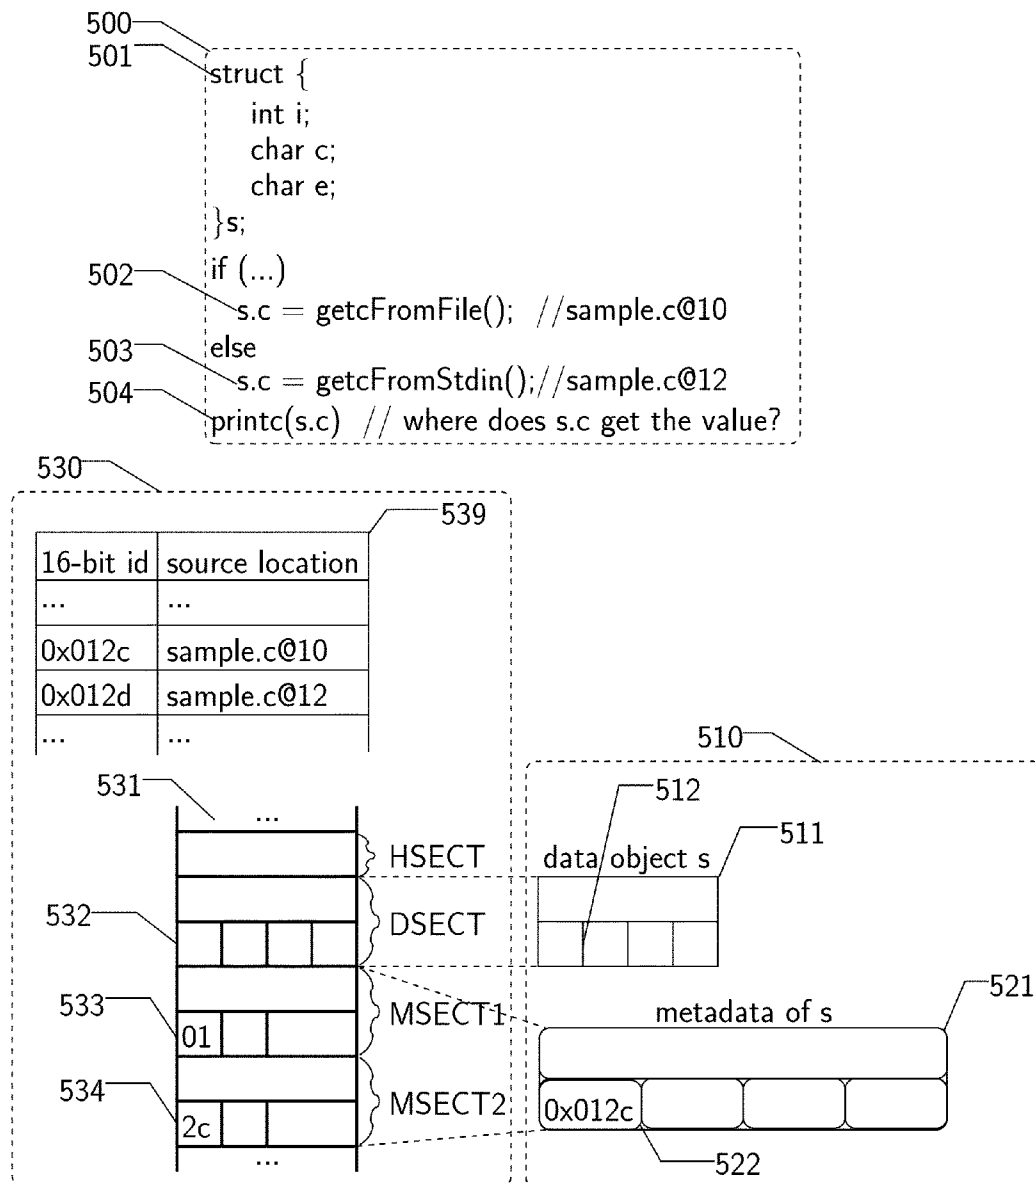 500
501
struct {
int i;
char c;
char e;
}s;
if (...)
502
s.c = getcFromFile(); //sample.c@10
else
503
s.c = getcFromStdin();//sample.c@12
504
printc(s.c) // where does s.c get the value?
530
539
16-bit id source location
... ...
0x012c sample.c@10
0x012d sample.c@12
... ...
510
531
...
512
511
HSECT
data object s
532
DSECT
533
01
MSECT1
metadata of s
521
534
2c
MSECT2
0x012c
522
...